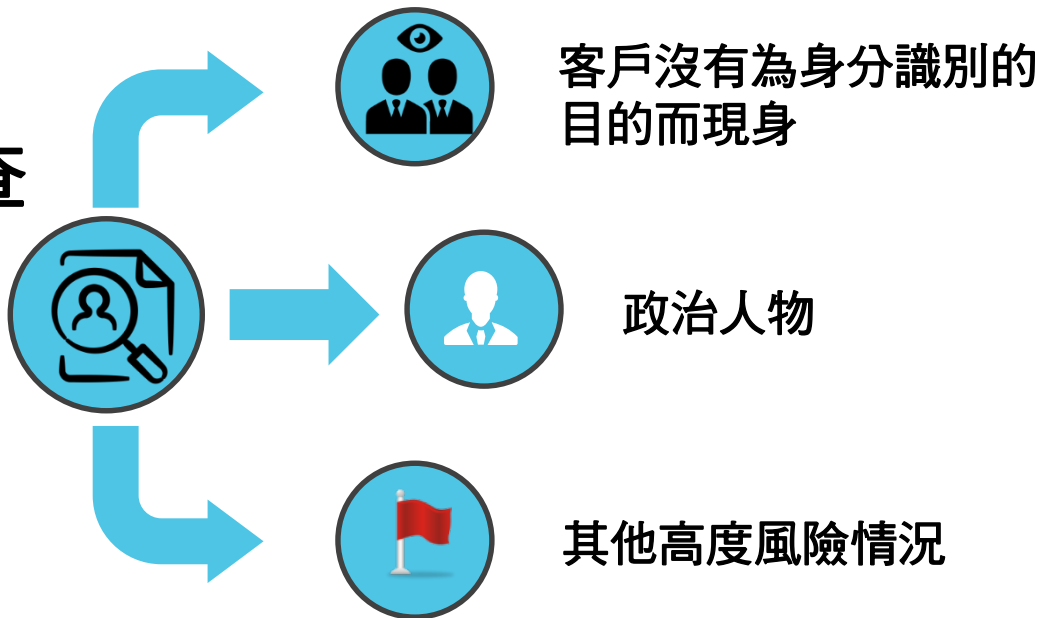 客戶沒有為身分識別的
目的而現身
查
政治人物
其他高度風險情況